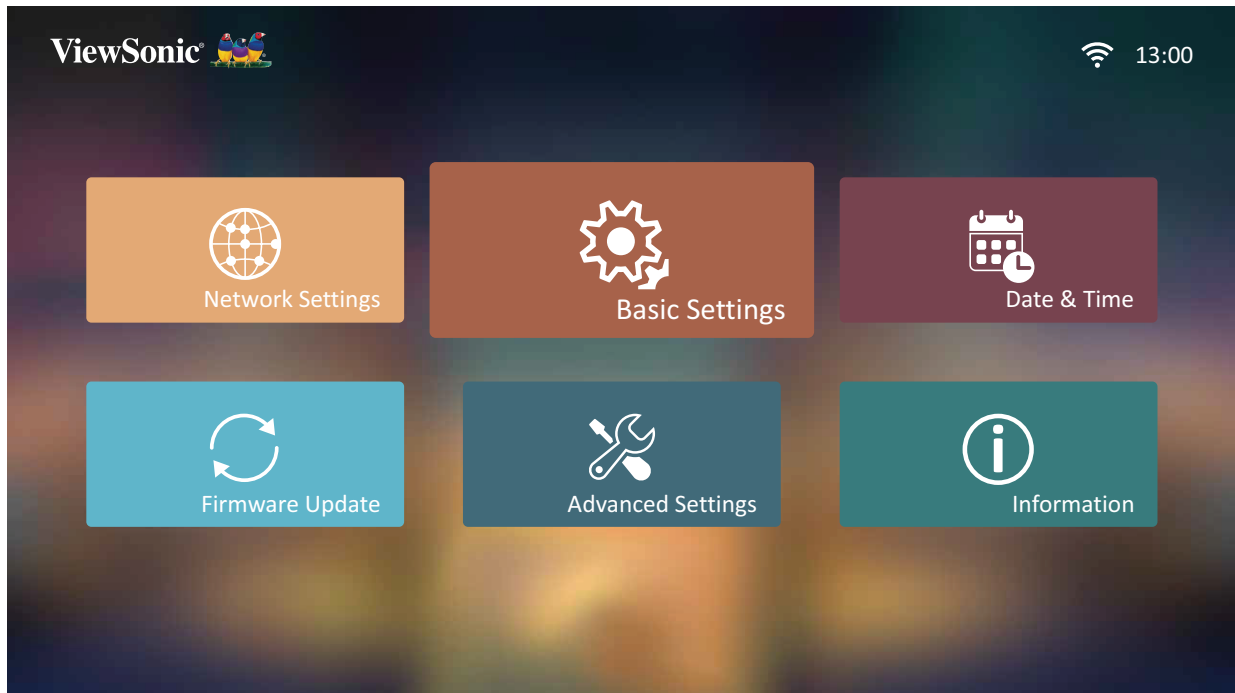 ViewSonic®
13:00
Network Settings
Basic Settings
Date & Time
Firmware Update
Advanced Settings
Information